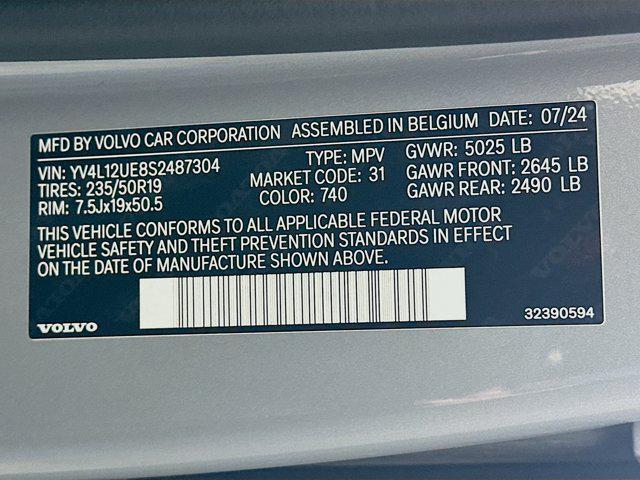 MFD BY VOLVO CAR CORPORATION ASSEMBLED IN BELGIUM DATE: 07/24
VIN: YV4L12UE8S2487304 TYPE: MPV GVWR: 5025 LB
TIRES: 235/50R19 MARKET CODE: 31 GAWR FRONT: 2645 LB
RIM: 7.5Jx19x50.5 COLOR: 740 GAWR REAR: 2490 LB
THIS VEHICLE CONFORMS TO ALL APPLICABLE FEDERAL MOTOR
VEHICLE SAFETY AND THEFT PREVENTION STANDARDS IN EFFECT
ON THE DATE OF MANUFACTURE SHOWN ABOVE.
VOLVO 32390594